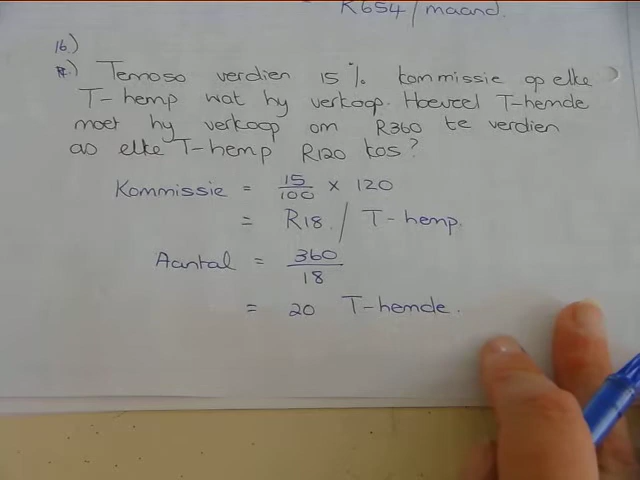 R654/maand.
16.)
Temoso verdien 15% kommissie op elke
T-hemp wat hy verkoop. Hoeveel T-hemde
moet hy verkoop om R360 te verdien
as elke T-hemp R120 kos?
Kommissie = 15/100 × 120
= R18. / T-hemp.
Aantal = 360/18
= 20 T-hemde.